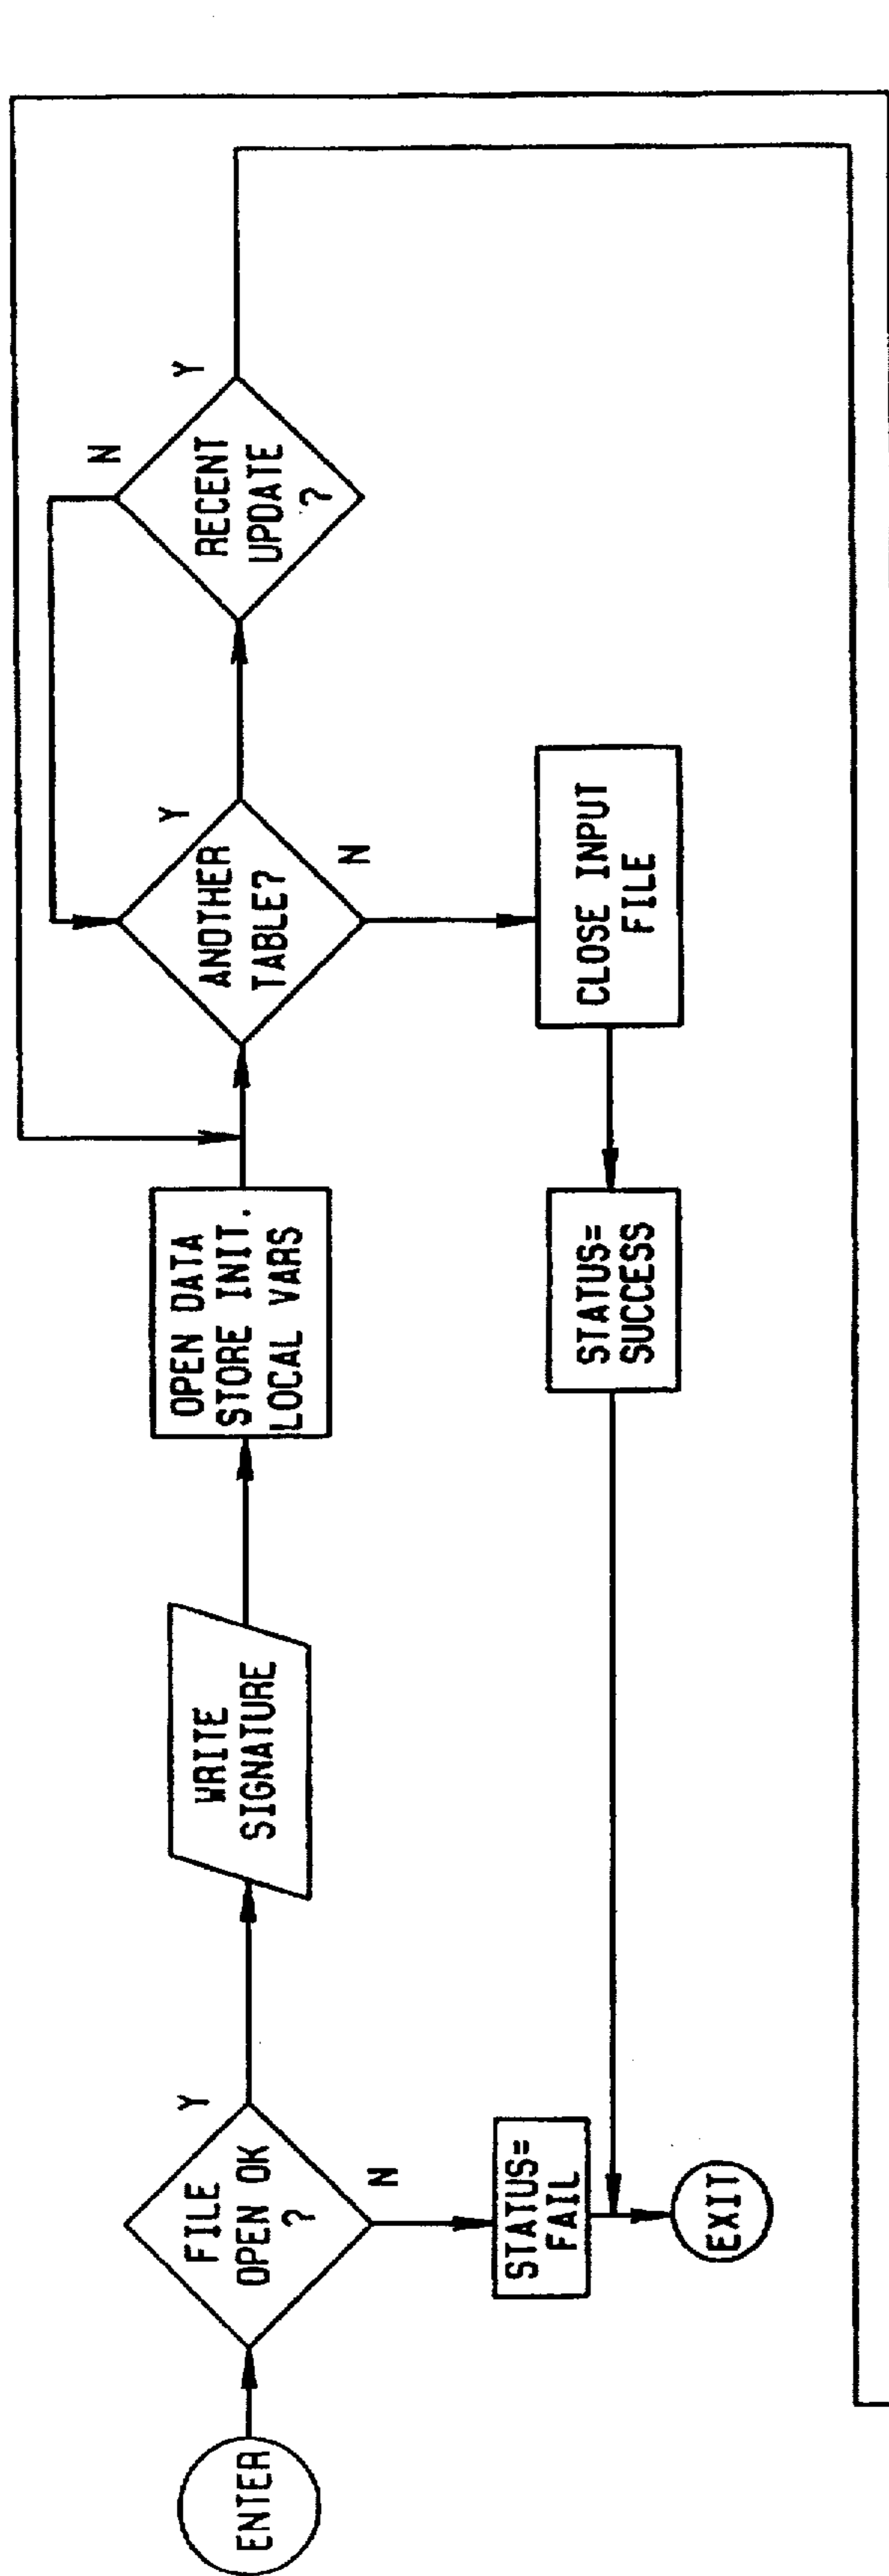 ENTER
FILE
OPEN OK
?
Y
N
WRITE
SIGNATURE
OPEN DATA
STORE INIT.
LOCAL VARS
ANOTHER
TABLE?
Y
N
RECENT
UPDATE
?
N
Y
CLOSE INPUT
FILE
STATUS=
SUCCESS
STATUS=
FAIL
EXIT